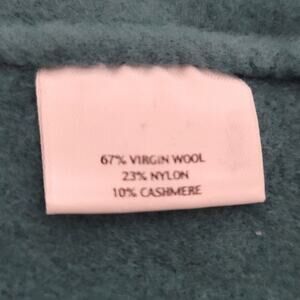 67% VIRGIN WOOL
23% NYLON
10% CASHMERE